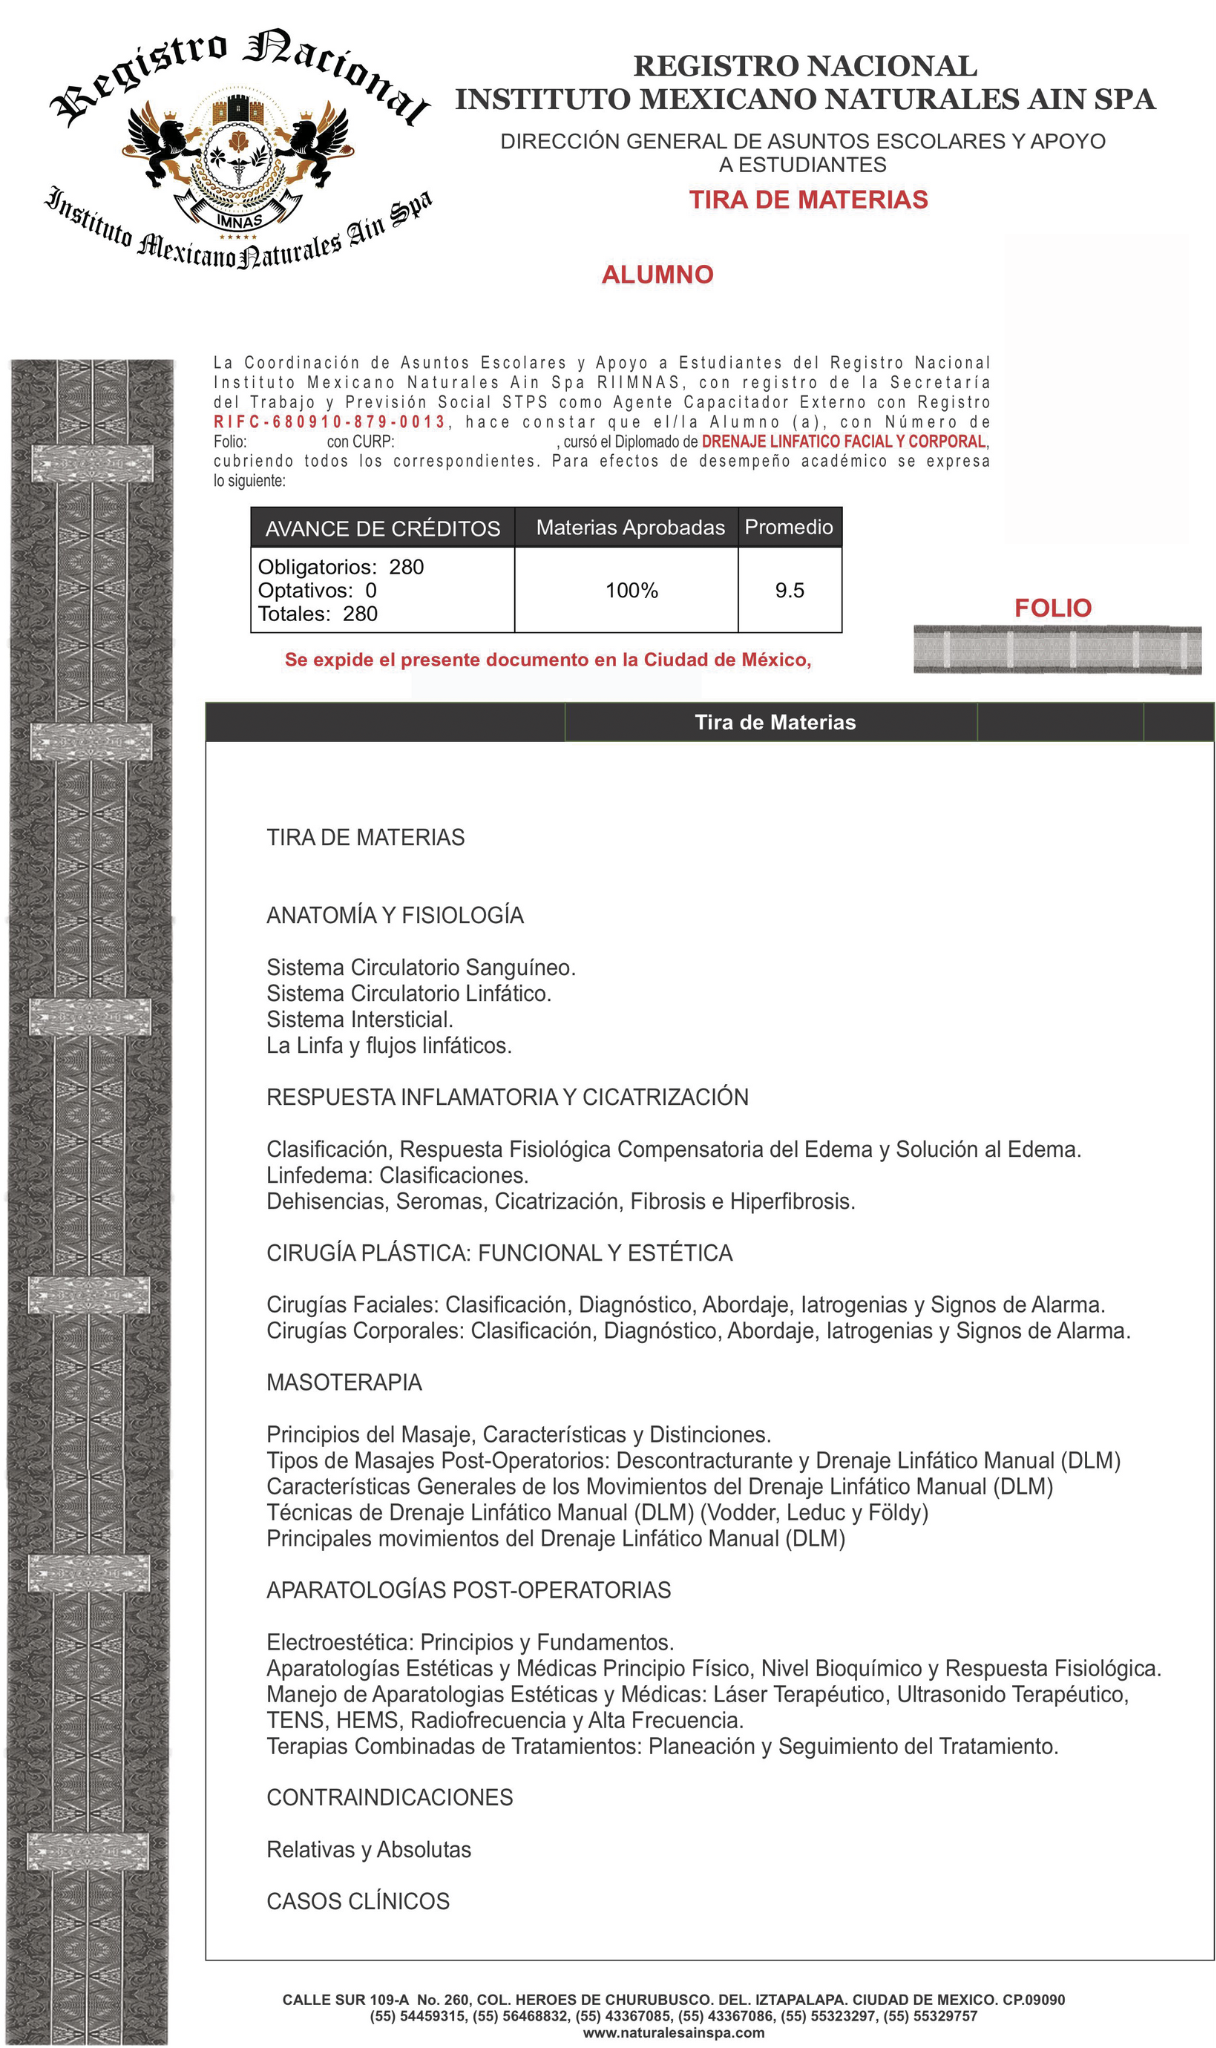 Registro Nacional
IMNAS
Instituto Mexicano Naturales Ain Spa
REGISTRO NACIONAL
INSTITUTO MEXICANO NATURALES AIN SPA
DIRECCIÓN GENERAL DE ASUNTOS ESCOLARES Y APOYO
A ESTUDIANTES
TIRA DE MATERIAS
ALUMNO
La Coordinación de Asuntos Escolares y Apoyo a Estudiantes del Registro Nacional
Instituto Mexicano Naturales Ain Spa RIIMNAS, con registro de la Secretaría
del Trabajo y Previsión Social STPS como Agente Capacitador Externo con Registro
RIFC-680910-879-0013, hace constar que el/la Alumno (a), con Número de
Folio: con CURP: , cursó el Diplomado de DRENAJE LINFATICO FACIAL Y CORPORAL,
cubriendo todos los correspondientes. Para efectos de desempeño académico se expresa
lo siguiente:
AVANCE DE CRÉDITOS Materias Aprobadas Promedio
Obligatorios: 280
Optativos: 0
Totales: 280
100%
9.5
FOLIO
Se expide el presente documento en la Ciudad de México,
Tira de Materias
TIRA DE MATERIAS
ANATOMÍA Y FISIOLOGÍA
Sistema Circulatorio Sanguíneo.
Sistema Circulatorio Linfático.
Sistema Intersticial.
La Linfa y flujos linfáticos.
RESPUESTA INFLAMATORIA Y CICATRIZACIÓN
Clasificación, Respuesta Fisiológica Compensatoria del Edema y Solución al Edema.
Linfedema: Clasificaciones.
Dehisencias, Seromas, Cicatrización, Fibrosis e Hiperfibrosis.
CIRUGÍA PLÁSTICA: FUNCIONAL Y ESTÉTICA
Cirugías Faciales: Clasificación, Diagnóstico, Abordaje, Iatrogenias y Signos de Alarma.
Cirugías Corporales: Clasificación, Diagnóstico, Abordaje, Iatrogenias y Signos de Alarma.
MASOTERAPIA
Principios del Masaje, Características y Distinciones.
Tipos de Masajes Post-Operatorios: Descontracturante y Drenaje Linfático Manual (DLM)
Características Generales de los Movimientos del Drenaje Linfático Manual (DLM)
Técnicas de Drenaje Linfático Manual (DLM) (Vodder, Leduc y Földy)
Principales movimientos del Drenaje Linfático Manual (DLM)
APARATOLOGÍAS POST-OPERATORIAS
Electroestética: Principios y Fundamentos.
Aparatologías Estéticas y Médicas Principio Físico, Nivel Bioquímico y Respuesta Fisiológica.
Manejo de Aparatologias Estéticas y Médicas: Láser Terapéutico, Ultrasonido Terapéutico,
TENS, HEMS, Radiofrecuencia y Alta Frecuencia.
Terapias Combinadas de Tratamientos: Planeación y Seguimiento del Tratamiento.
CONTRAINDICACIONES
Relativas y Absolutas
CASOS CLÍNICOS
CALLE SUR 109-A No. 260, COL. HEROES DE CHURUBUSCO. DEL. IZTAPALAPA. CIUDAD DE MEXICO. CP.09090
(55) 54459315, (55) 56468832, (55) 43367085, (55) 43367086, (55) 55323297, (55) 55329757
www.naturalesainspa.com